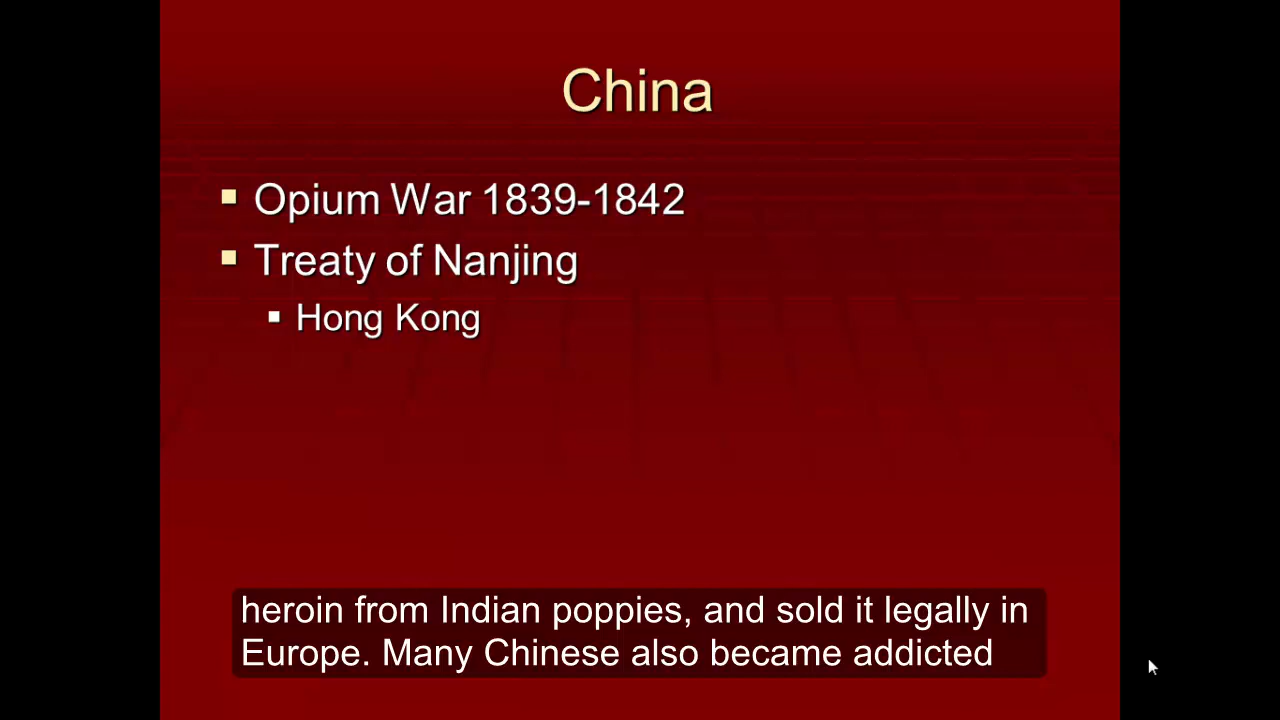 China
Opium War 1839-1842
Treaty of Nanjing
Hong Kong
heroin from Indian poppies, and sold it legally in
Europe. Many Chinese also became addicted